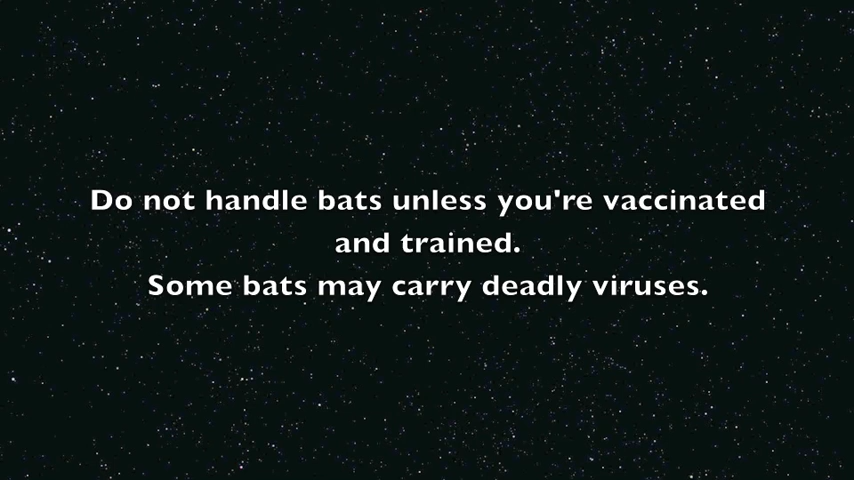 Do not handle bats unless you're vaccinated
and trained.
Some bats may carry deadly viruses.